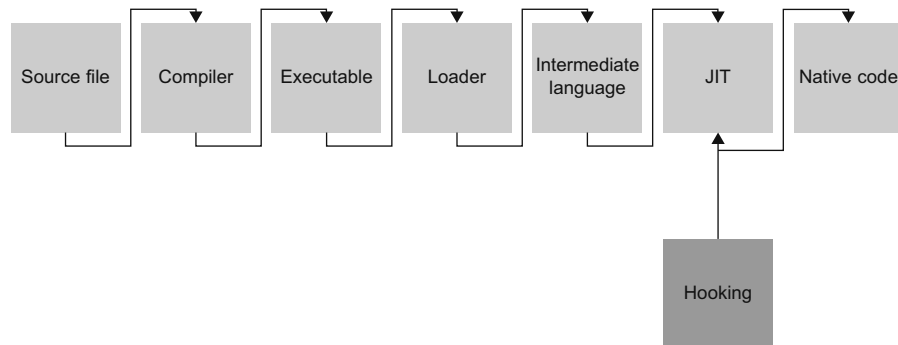 Source file
Compiler
Executable
Loader
Intermediate
language
JIT
Native code
Hooking